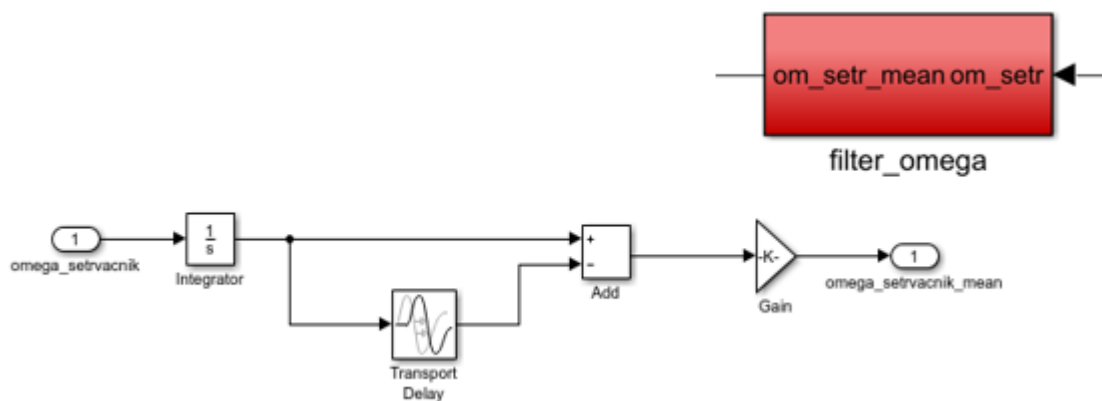 om_setr_mean om_setr
filter_omega
1
omega_setrvacnik
1
s
Integrator
+
−
Add
Transport
Delay
-K-
Gain
1
omega_setrvacnik_mean